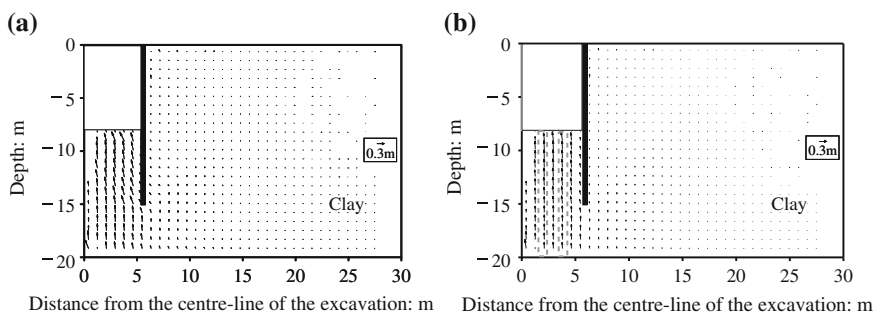 (a)
0
−5
−10
−15
−20
Depth: m
0.3m
Clay
0 5 10 15 20 25 30
Distance from the centre-line of the excavation: m
(b)
0
−5
−10
−15
−20
Depth: m
0.3m
Clay
0 5 10 15 20 25 30
Distance from the centre-line of the excavation: m